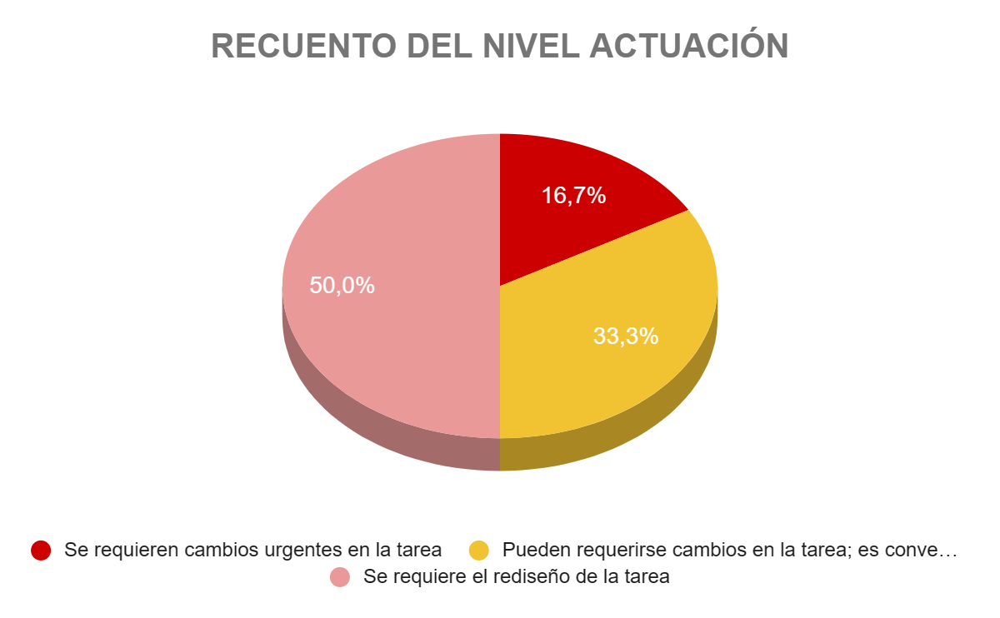 RECUENTO DEL NIVEL ACTUACIÓN
16,7%
50,0%
33,3%
Se requieren cambios urgentes en la tarea
Pueden requerirse cambios en la tarea; es conve…
Se requiere el rediseño de la tarea